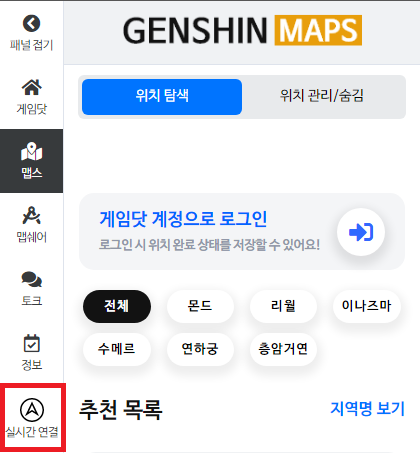 패널 접기
게임닷
맵스
맵쉐어
토크
정보
실시간 연결
GENSHIN MAPS
위치 탐색 위치 관리/숨김
게임닷 계정으로 로그인
로그인 시 위치 완료 상태를 저장할 수 있어요!
전체 몬드 리월 이나즈마
수메르 연하궁 층암거연
추천 목록 지역명 보기